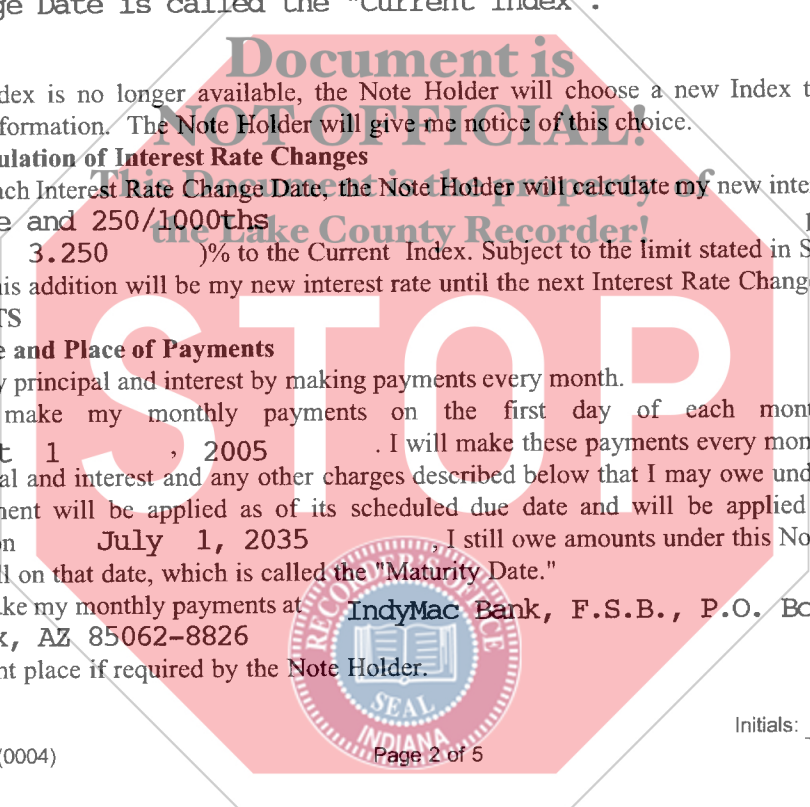 ge Date is called the "Current Index".
Document is
dex is no longer available, the Note Holder will choose a new Index t
NOT OFFICIAL!
formation. The Note Holder will give me notice of this choice.
ulation of Interest Rate Changes
This Document is the property of
ach Interest Rate Change Date, the Note Holder will calculate my new inte
e and 250/1000ths
the Lake County Recorder!
3.250 )% to the Current Index. Subject to the limit stated in S
his addition will be my new interest rate until the next Interest Rate Chang
TS
STOP
e and Place of Payments
y principal and interest by making payments every month.
make my monthly payments on the first day of each mont
t 1 , 2005 . I will make these payments every mon
al and interest and any other charges described below that I may owe und
ment will be applied as of its scheduled due date and will be applied
on July 1, 2035 , I still owe amounts under this No
ll on that date, which is called the "Maturity Date."
ake my monthly payments at IndyMac Bank, F.S.B., P.O. Bo
x, AZ 85062-8826
nt place if required by the Note Holder.
RECORDER'S OFFICE
SEAL
INDIANA
Initials:
(0004)
Page 2 of 5